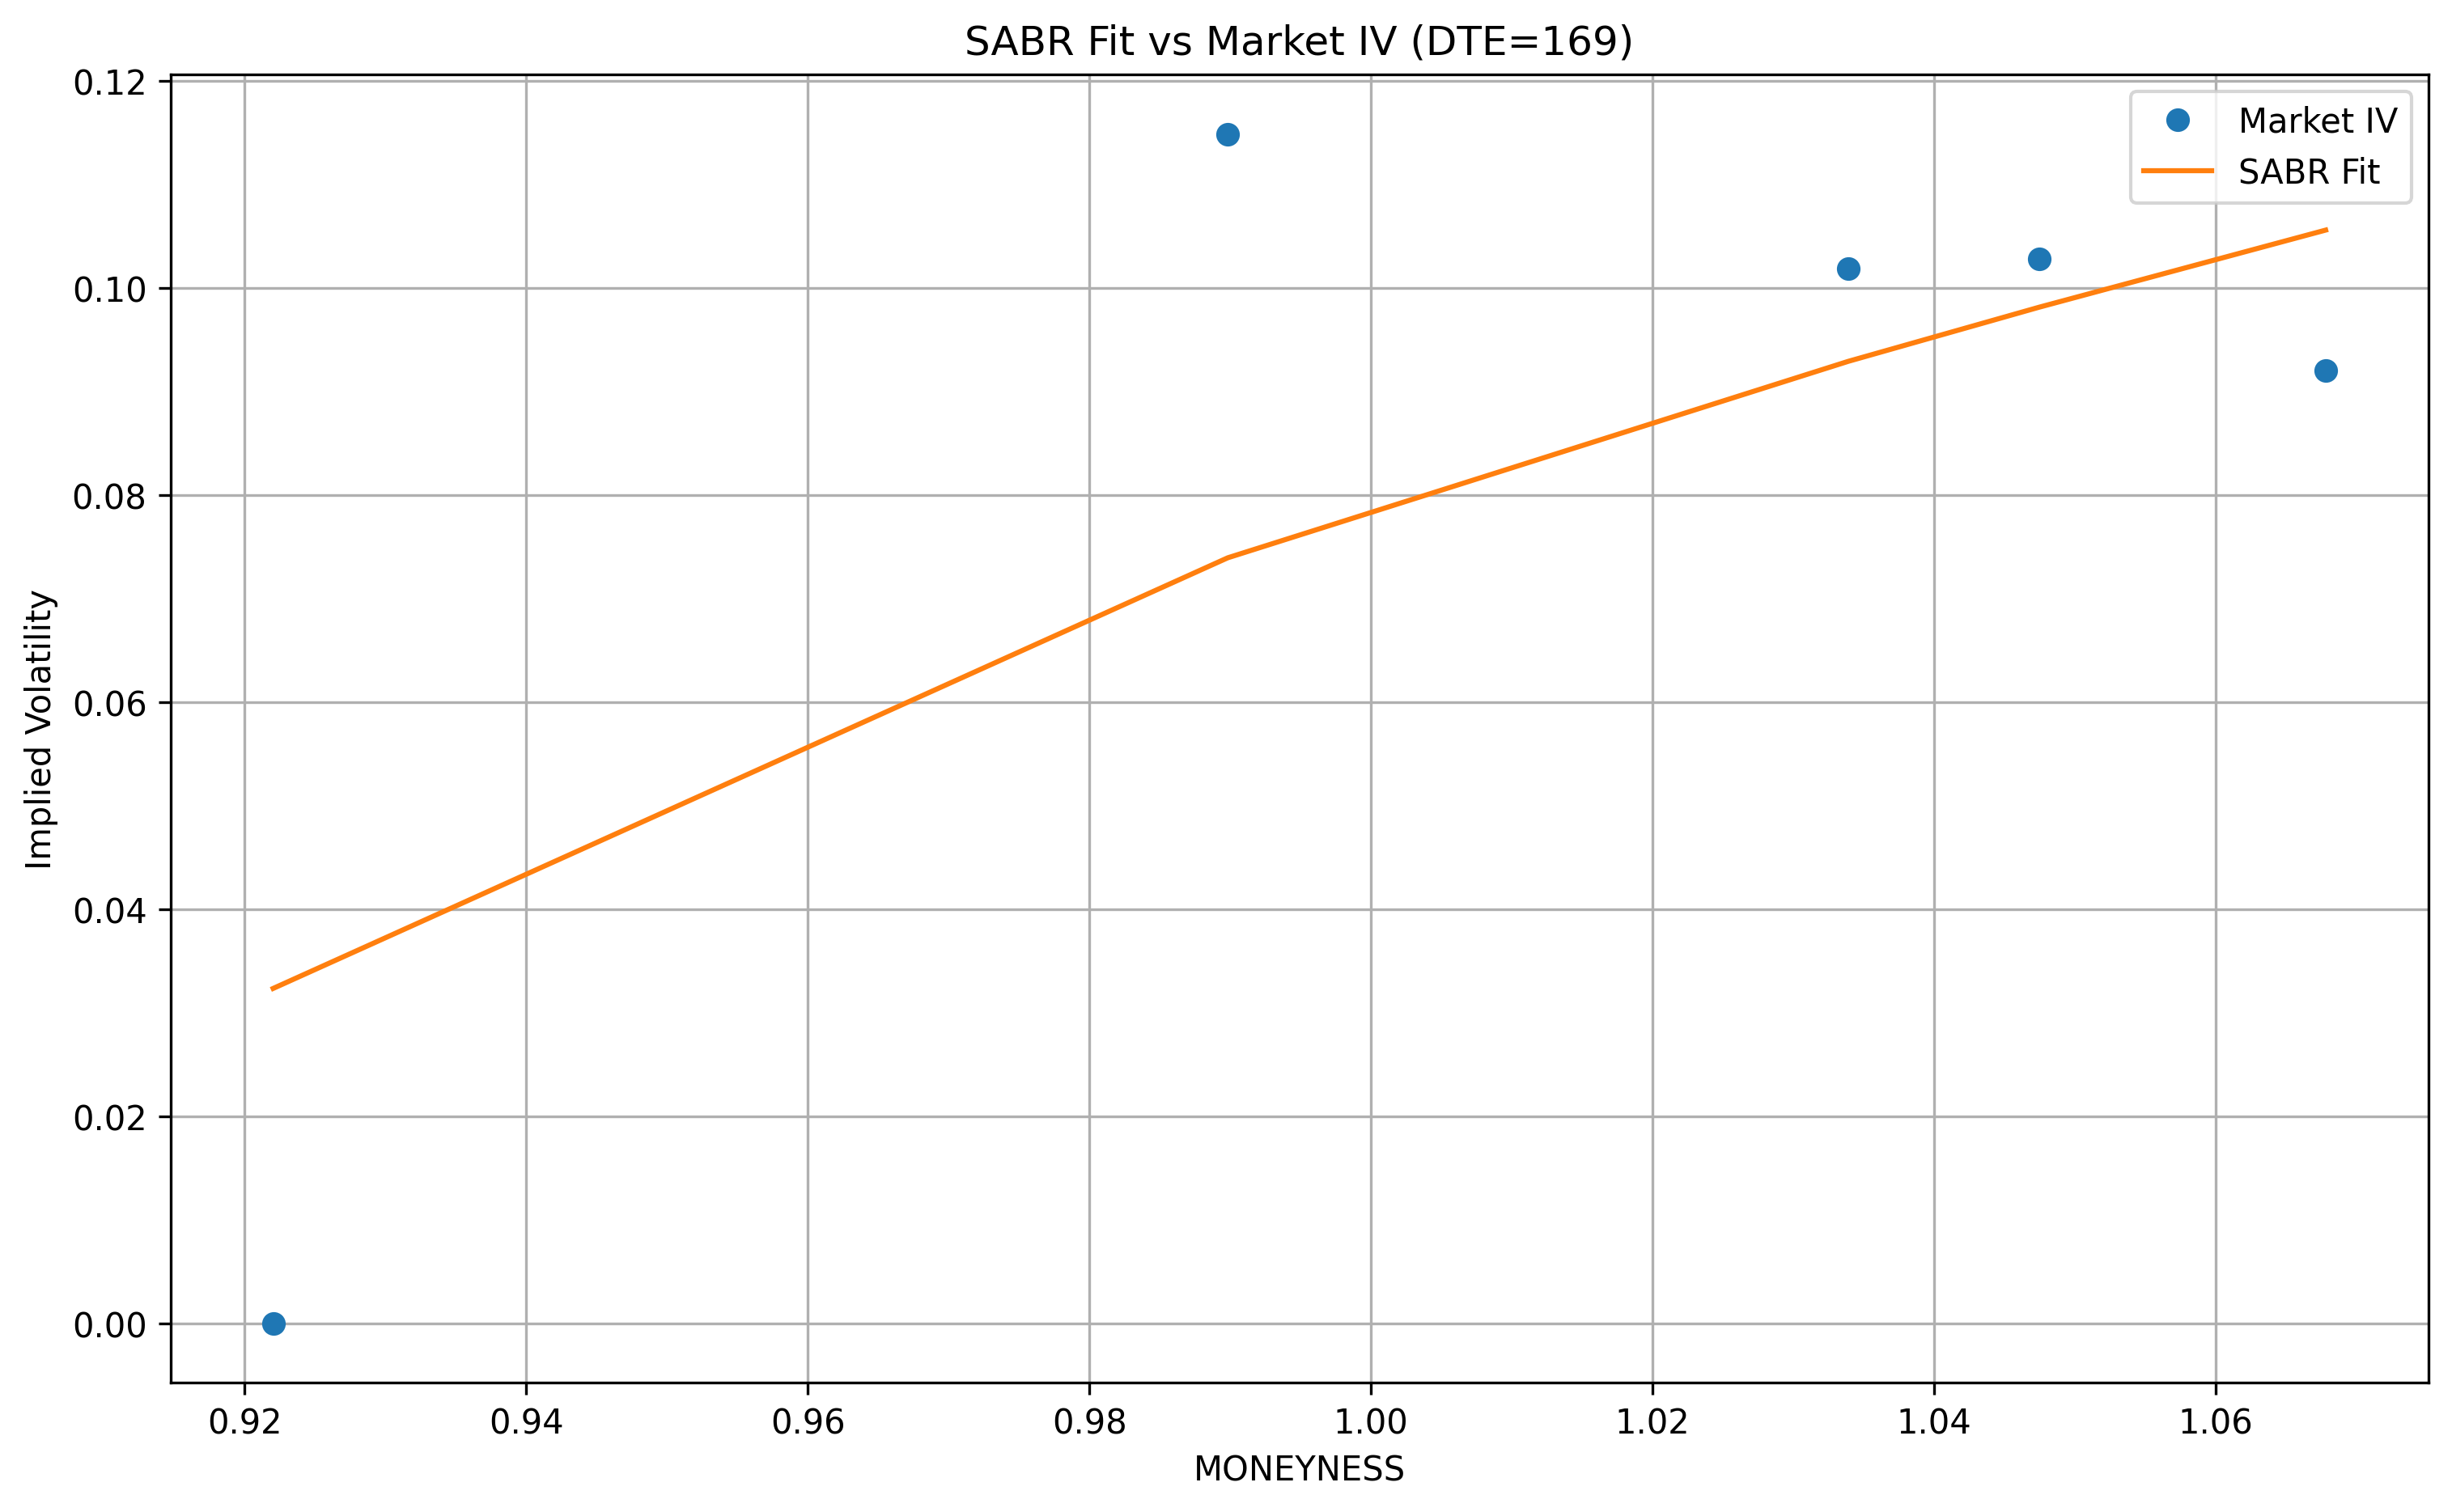 SABR Fit vs Market IV (DTE=169)
Market IV
SABR Fit
Implied Volatility
0.12
0.10
0.08
0.06
0.04
0.02
0.00
0.92 0.94 0.96 0.98 1.00 1.02 1.04 1.06
MONEYNESS